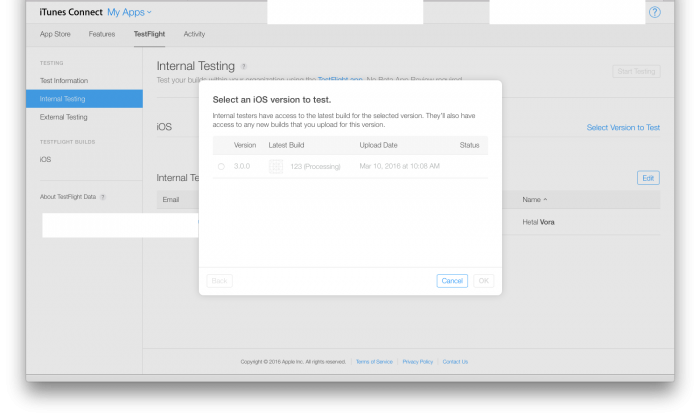 iTunes Connect My Apps
?
App Store Features TestFlight Activity
TESTING
Test Information
Internal Testing
External Testing
TESTFLIGHT BUILDS
iOS
About TestFlight Data ?
Internal Testing ?
Test your builds within your organization using the TestFlight app. No Beta App Review required.
Start Testing
iOS
Select Version to Test
Internal Te
Edit
Email
Name
Hetal Vora
Select an iOS version to test.
Internal testers have access to the latest build for the selected version. They'll also have
access to any new builds that you upload for this version.
Version Latest Build Upload Date Status
3.0.0 123 (Processing) Mar 10, 2016 at 10:08 AM
Back
Cancel OK
Copyright © 2016 Apple Inc. All rights reserved. | Terms of Service | Privacy Policy | Contact Us